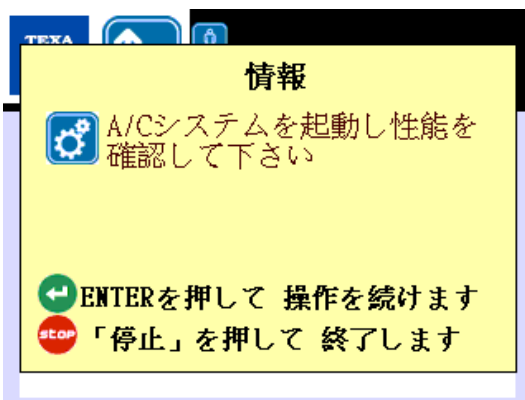 TEXA
情報
A/Cシステムを起動し性能を
確認して下さい
ENTERを押して 操作を続けます
STOP 「停止」を押して 終了します